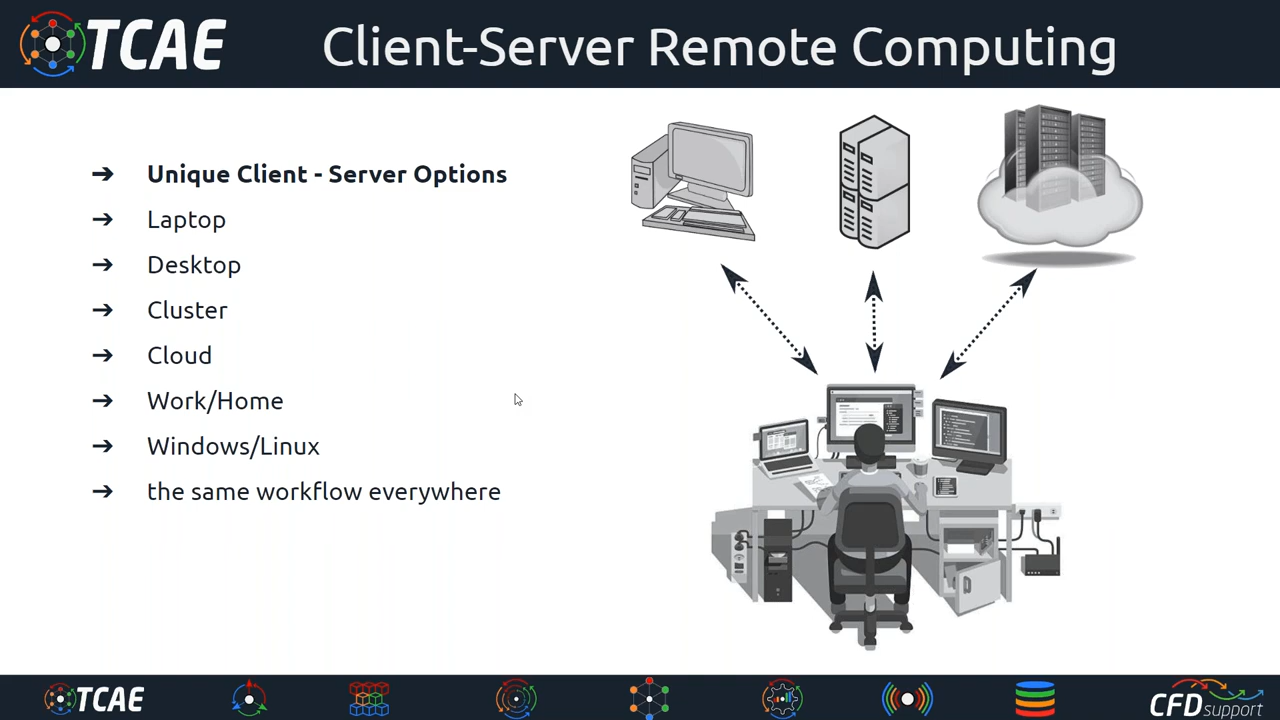 TCAE
Client-Server Remote Computing
➔ Unique Client - Server Options
➔ Laptop
➔ Desktop
➔ Cluster
➔ Cloud
➔ Work/Home
➔ Windows/Linux
➔ the same workflow everywhere
TCAE
CFD support